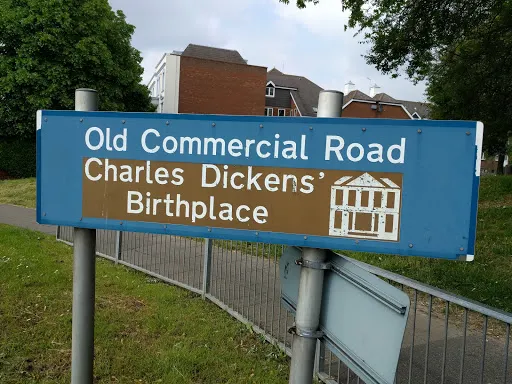 Old Commercial Road
Charles Dickens'
Birthplace